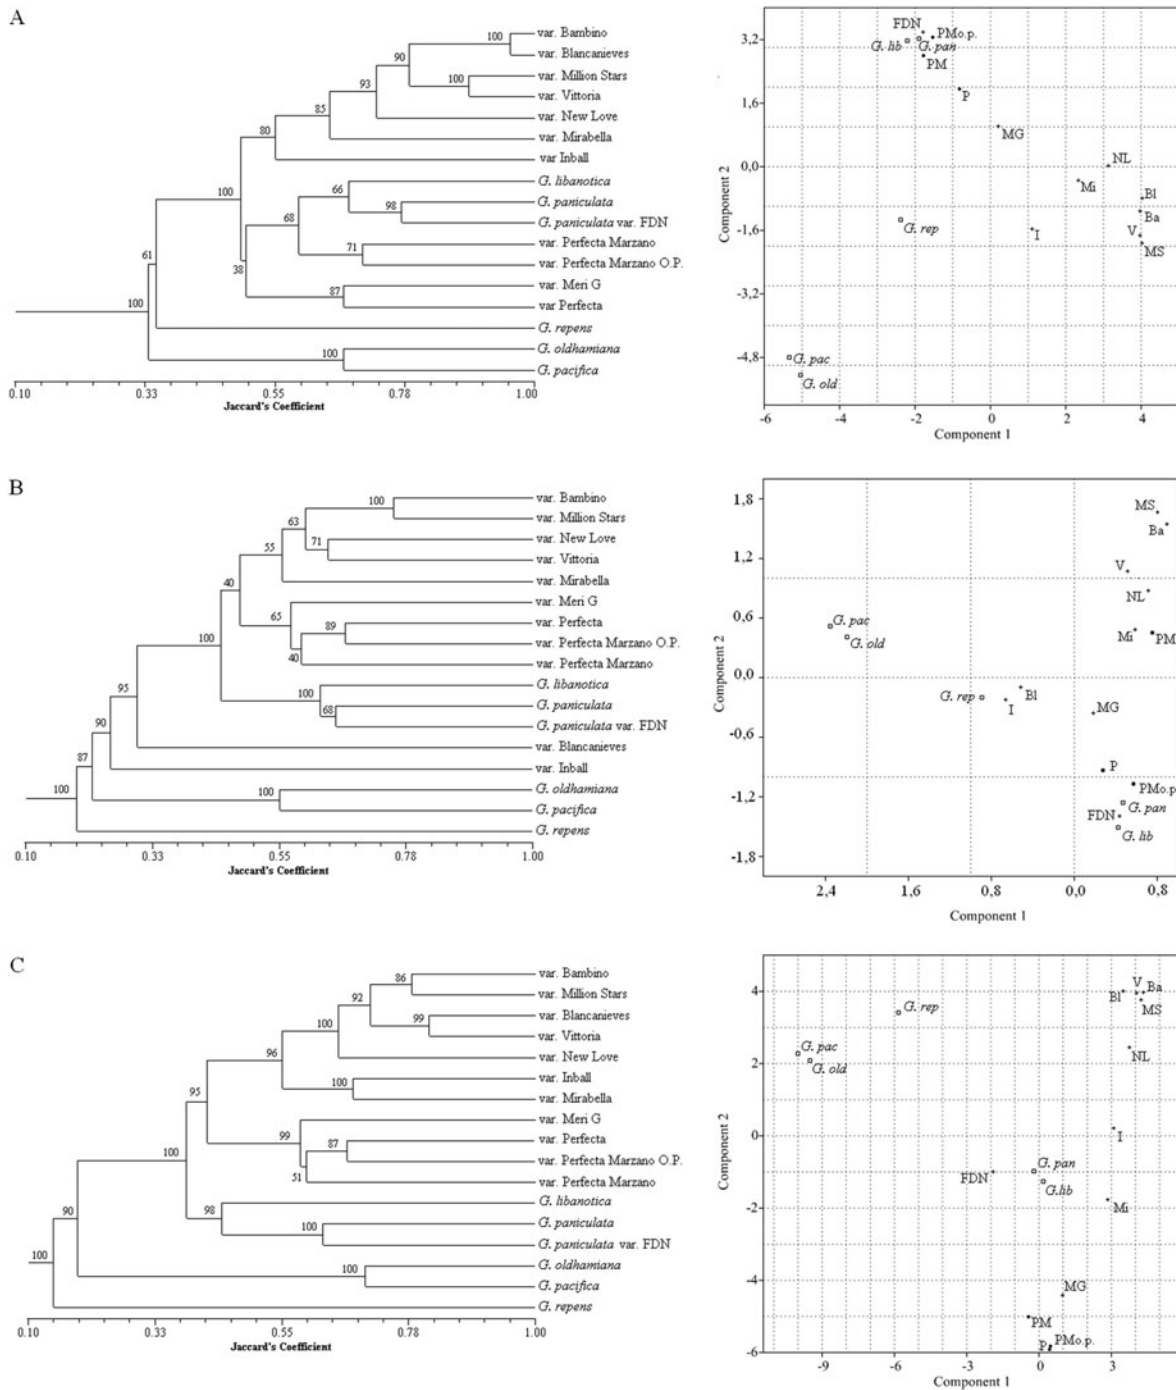 A
var. Bambino
var. Blancanieves
var. Million Stars
var. Vittoria
var. New Love
var. Mirabella
var Inball
G. libanotica
G. paniculata
G. paniculata var. FDN
var. Perfecta Marzano
var. Perfecta Marzano O.P.
var. Meri G
var Perfecta
G. repens
G. oldhamiana
G. pacifica
100
90
100
93
85
80
100
66
98
68
71
38
87
61
100
100
0.10 0.33 0.55 0.78 1.00
Jaccard's Coefficient
FDN
PMo.p.
G. lib
G. pan
PM
P
MG
NL
Mi
Bl
Ba
V
MS
I
G. rep
G. pac
G. old
3,2
1,6
0,0
-1,6
-3,2
-4,8
Component 2
-6 -4 -2 0 2 4
Component 1
B
var. Bambino
var. Million Stars
var. New Love
var. Vittoria
var. Mirabella
var. Meri G
var. Perfecta
var. Perfecta Marzano O.P.
var. Perfecta Marzano
G. libanotica
G. paniculata
G. paniculata var. FDN
var. Blancanieves
var. Inball
G. oldhamiana
G. pacifica
G. repens
100
63
71
55
40
65
89
40
100
100
68
95
90
87
100
100
0.10 0.33 0.55 0.78 1.00
Jaccard's Coefficient
MS
Ba
V
NL
Mi
PM
G. pac
G. old
G. rep
Bl
I
MG
P
PMo.p
G. pan
FDN
G. lib
1,8
1,2
0,6
0,0
-0,6
-1,2
-1,8
Component 2
2,4 1,6 0,8 0,0 0,8
Component 1
C
var. Bambino
var. Million Stars
var. Blancanieves
var. Vittoria
var. New Love
var. Inball
var. Mirabella
var. Meri G
var. Perfecta
var. Perfecta Marzano O.P.
var. Perfecta Marzano
G. libanotica
G. paniculata
G. paniculata var. FDN
G. oldhamiana
G. pacifica
G. repens
86
92
99
100
96
100
95
99
87
51
100
98
100
90
100
100
0.10 0.33 0.55 0.78 1.00
Jaccard's Coefficient
V
Bl
Ba
MS
G. rep
NL
G. pac
G. old
I
G. pan
FDN
G.lib
Mi
MG
PM
PMo.p.
P
4
2
0
-2
-4
-6
Component 2
-9 -6 -3 0 3
Component 1